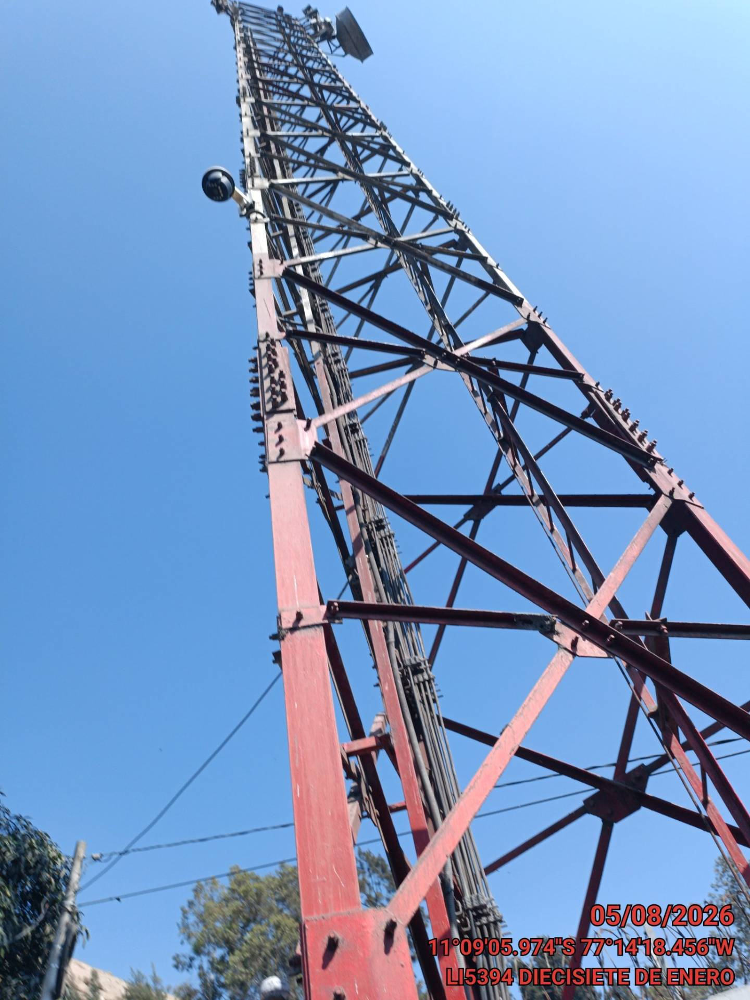 05/08/2026
11°09'05.974"S 77°14'18.456"W
LI5394 DIECISIETE DE ENERO